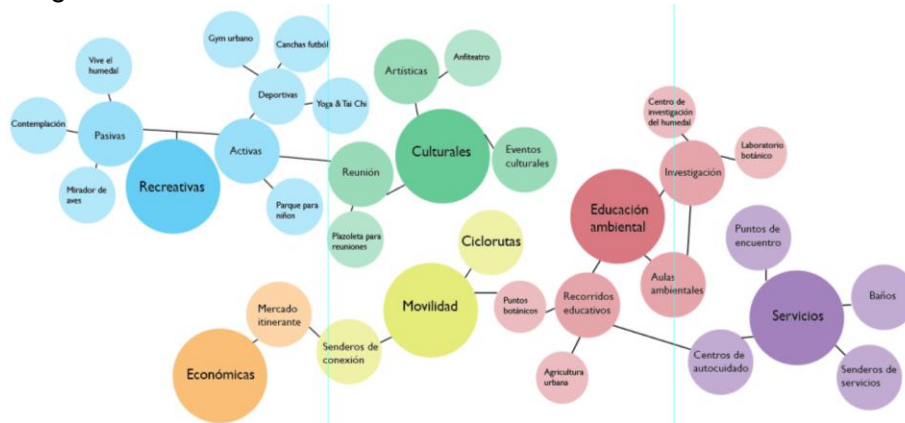 Gym urbano
Canchas futból
Vive el
humedal
Deportivas
Yoga & Tai Chi
Contemplación
Pasivas
Activas
Mirador de
aves
Recreativas
Parque para
niños
Artísticas
Anfiteatro
Culturales
Eventos
culturales
Reunión
Plazoleta para
reuniones
Centro de
investigación
del humedal
Laboratorio
botánico
Investigación
Educación
ambiental
Aulas
ambientales
Recorridos
educativos
Puntos
botánicos
Agricultura
urbana
Ciclorutas
Movilidad
Senderos de
conexión
Mercado
itinerante
Económicas
Puntos de
encuentro
Baños
Servicios
Centros de
autocuidado
Senderos de
servicios